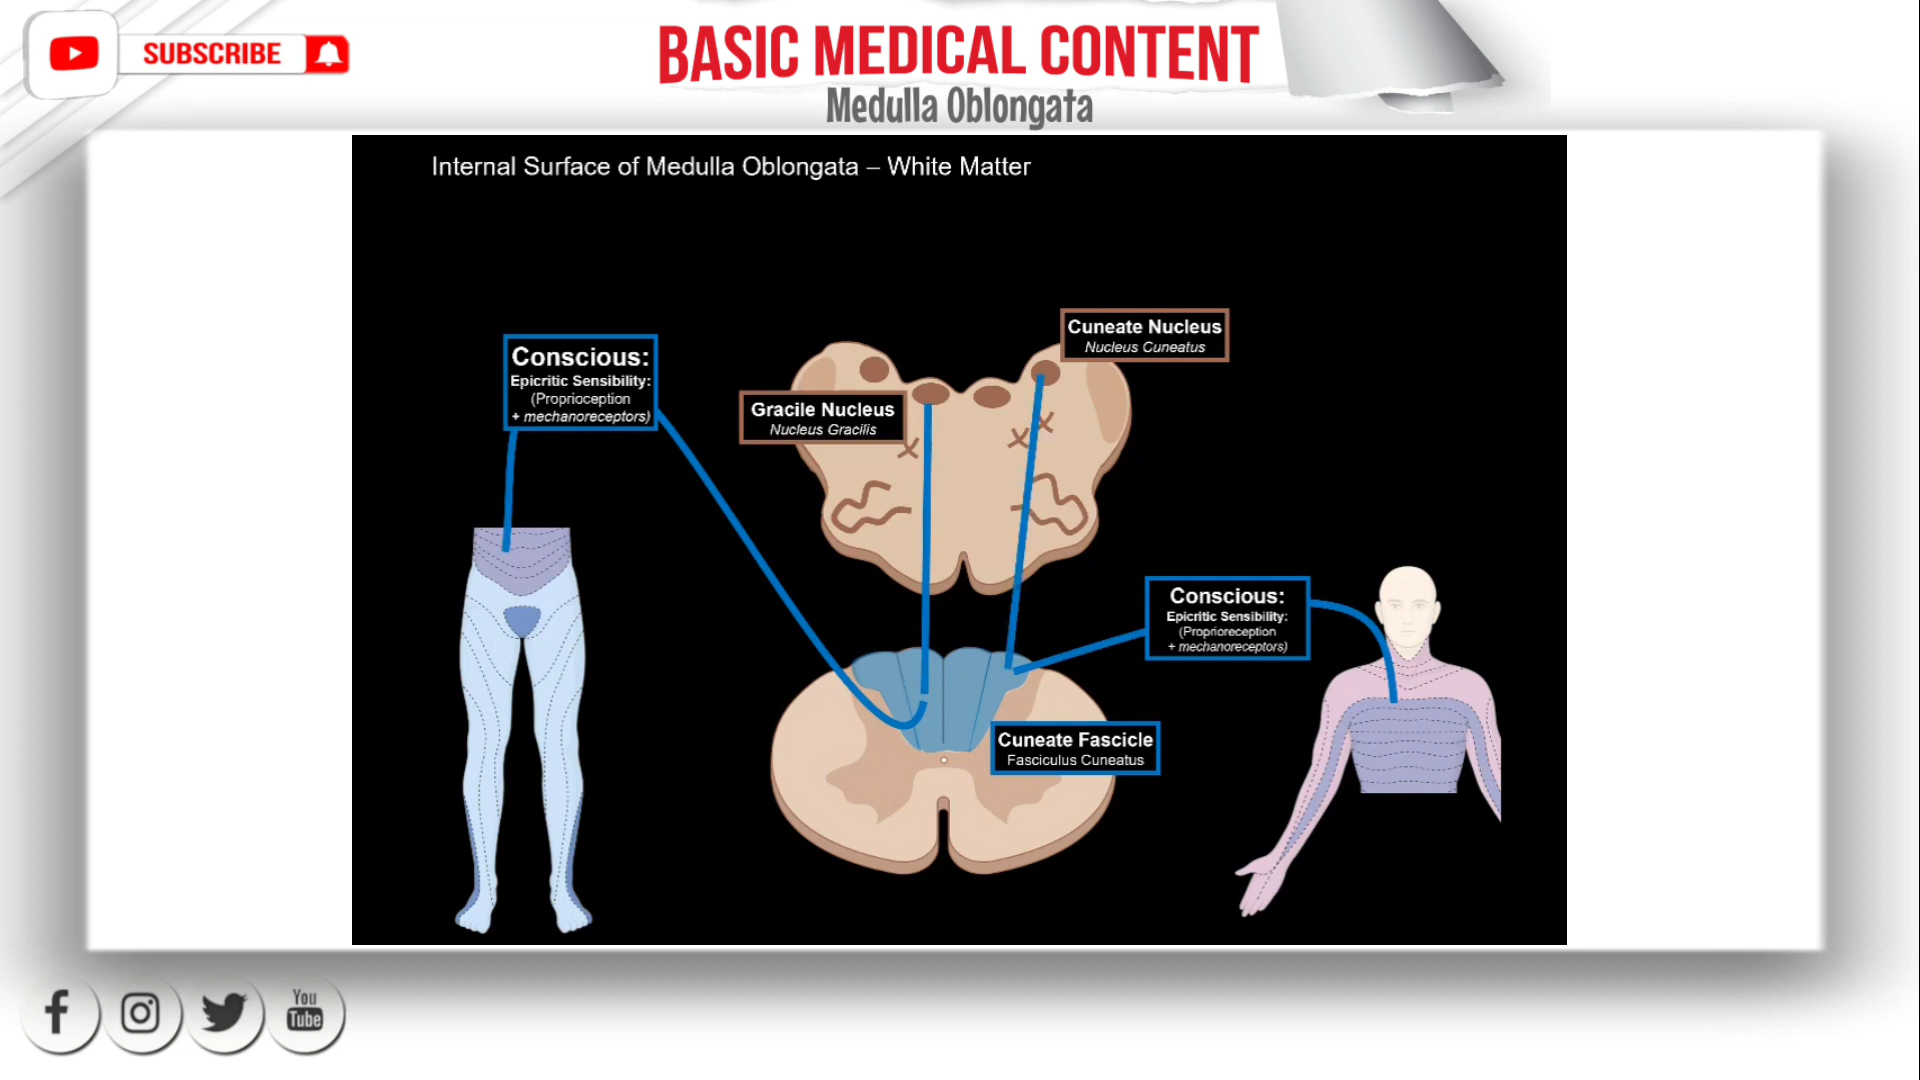 SUBSCRIBE
BASIC MEDICAL CONTENT
Medulla Oblongata
Internal Surface of Medulla Oblongata – White Matter
Cuneate Nucleus
Nucleus Cuneatus
Conscious:
Epicritic Sensibility:
(Proprioception
+ mechanoreceptors)
Gracile Nucleus
Nucleus Gracilis
Conscious:
Epicritic Sensibility:
(Proprioreception
+ mechanoreceptors)
Cuneate Fascicle
Fasciculus Cuneatus
You
Tube